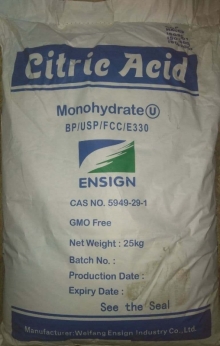 Citric Acid
Monohydrate Ⓤ
BP/USP/FCC/E330
ENSIGN
CAS NO. 5949-29-1
GMO Free
Net Weight : 25kg
Batch No. :
Production Date :
Expiry Date :
See the Seal
Manufacturer:Weifang Ensign Industry Co., Ltd.